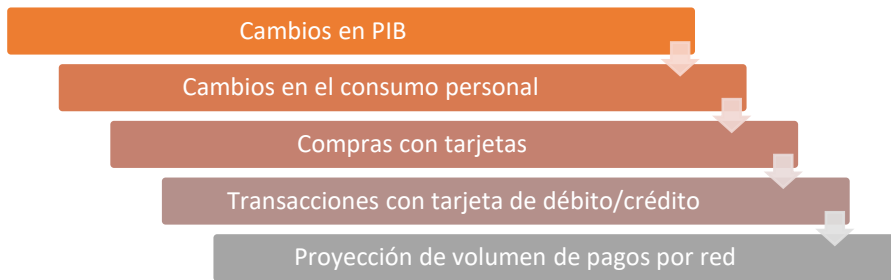 Cambios en PIB
Cambios en el consumo personal
Compras con tarjetas
Transacciones con tarjeta de débito/crédito
Proyección de volumen de pagos por red